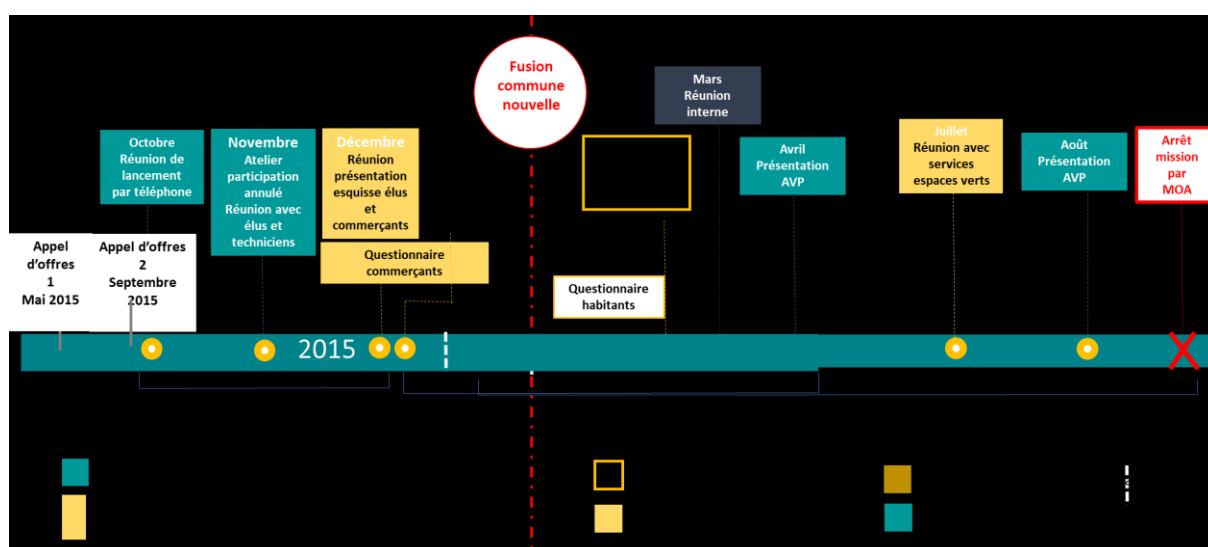 Fusion
commune
nouvelle
Mars
Réunion
interne
Octobre
Réunion de
lancement
par téléphone
Novembre
Atelier
participation
annulé
Réunion avec
élus et
techniciens
Décembre
Réunion
présentation
esquisse élus
et
commerçants
Avril
Présentation
AVP
Juillet
Réunion avec
services
espaces verts
Août
Présentation
AVP
Arrêt
mission
par
MOA
Appel
d'offres
1
Mai 2015
Appel d'offres
2
Septembre
2015
Questionnaire
commerçants
Questionnaire
habitants
2015